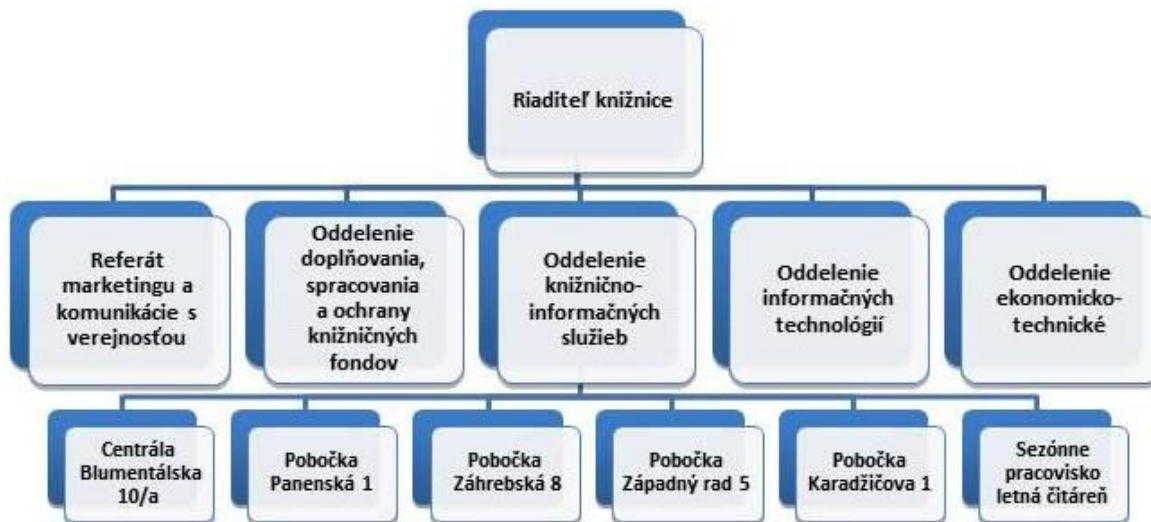 Riaditeľ knižnice
Referát
marketingu a
komunikácie s
verejnosťou
Oddelenie
doplňovania,
spracovania
a ochrany
knižničných
fondov
Oddelenie
knižnično-
informačných
služieb
Oddelenie
informačných
technológií
Oddelenie
ekonomicko-
technické
Centrála
Blumentálska
10/a
Pobočka
Panenská 1
Pobočka
Záhrebská 8
Pobočka
Západný rad 5
Pobočka
Karadžičova 1
Sezónne
pracovisko
letná čitáreň